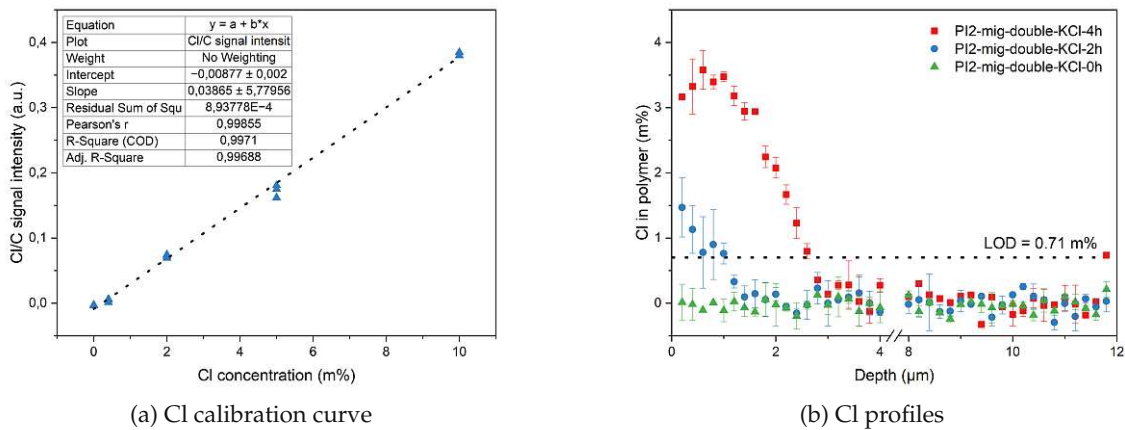 Equation y = a + b*x
Plot Cl/C signal intensit
Weight No Weighting
Intercept −0,00877 ± 0,002
Slope 0,03865 ± 5,77956
Residual Sum of Squ 8,93778E−4
Pearson's r 0,99855
R-Square (COD) 0,9971
Adj. R-Square 0,99688
0,4
0,3
0,2
0,1
0,0
Cl/C signal intensity (a.u.)
0 2 4 6 8 10
Cl concentration (m%)
(a) Cl calibration curve
PI2-mig-double-KCl-4h
PI2-mig-double-KCl-2h
PI2-mig-double-KCl-0h
4
3
2
1
0
Cl in polymer (m%)
LOD = 0.71 m%
0 2 4 8 10 12
Depth (µm)
(b) Cl profiles